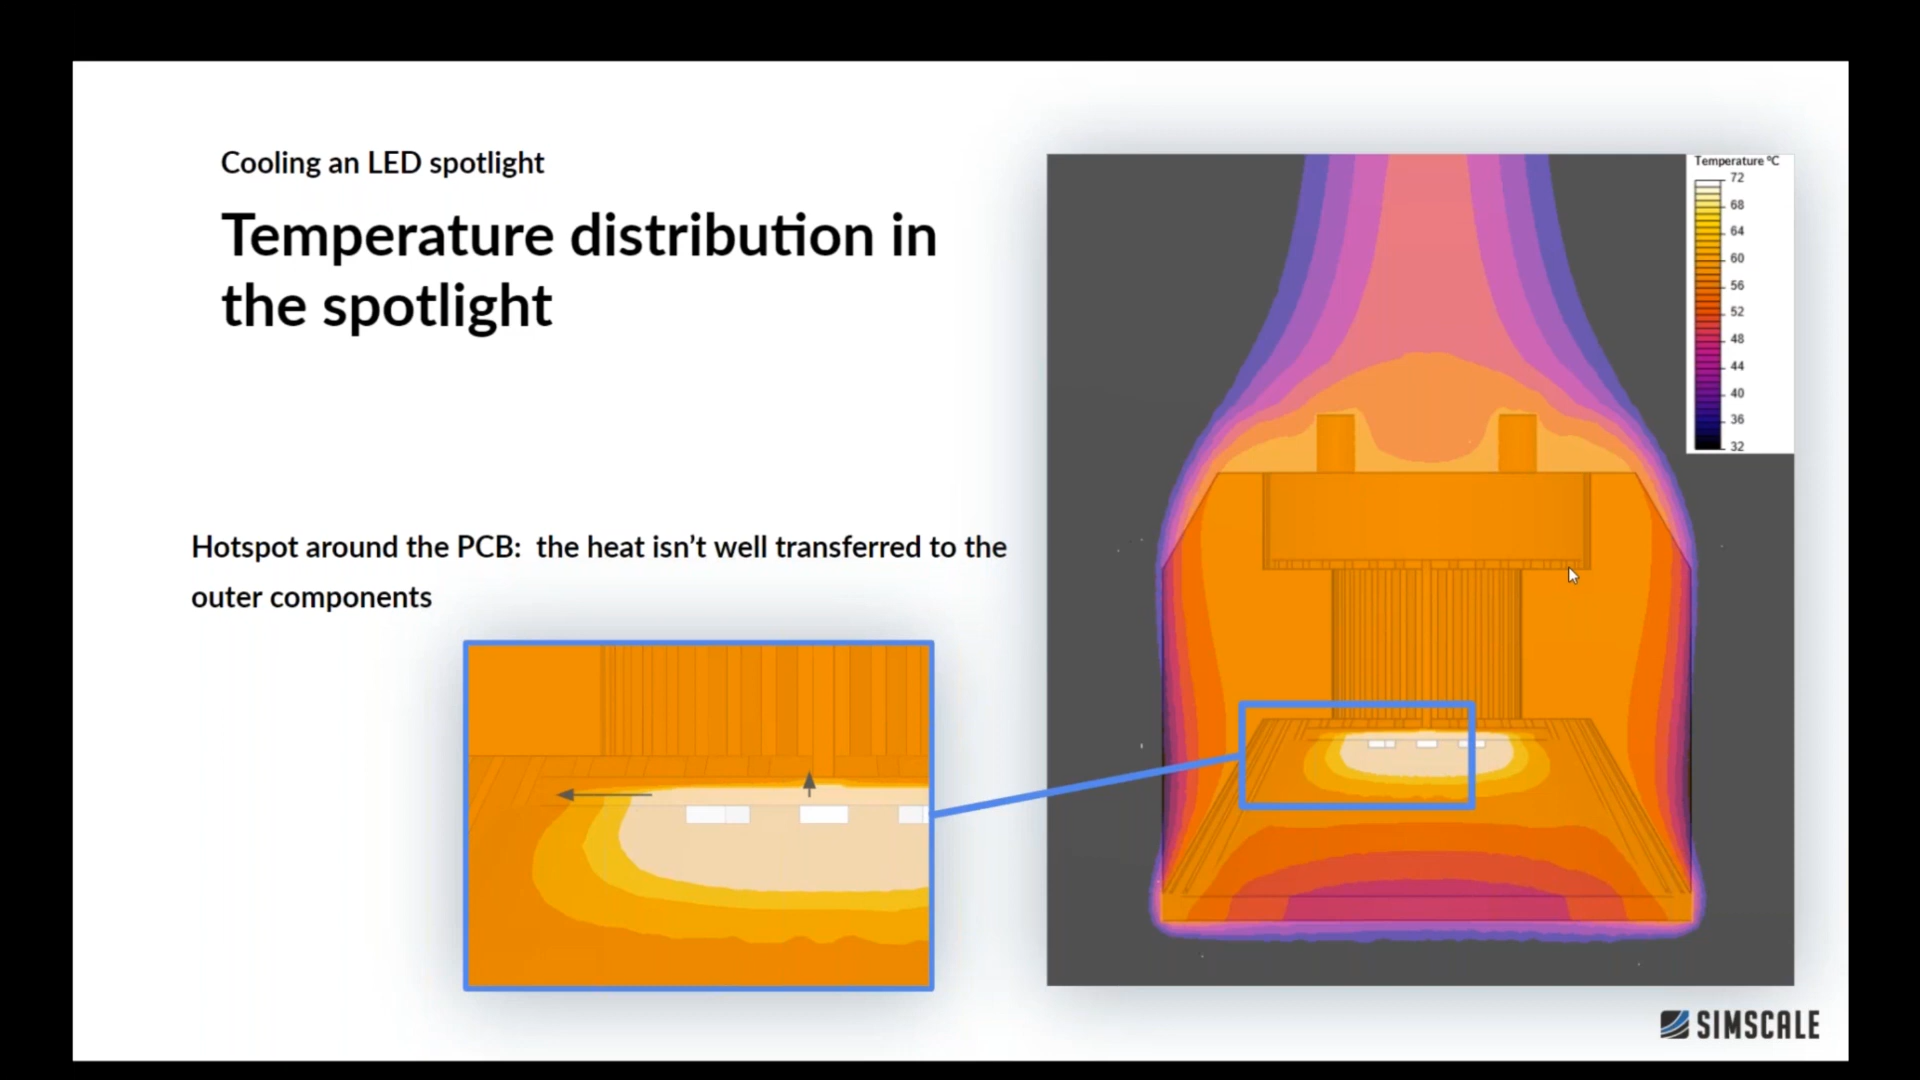 Cooling an LED spotlight
Temperature distribution in
the spotlight
Hotspot around the PCB:  the heat isn’t well transferred to the
outer components
Temperature °C
72
68
64
60
56
52
48
44
40
36
32
SIMSCALE